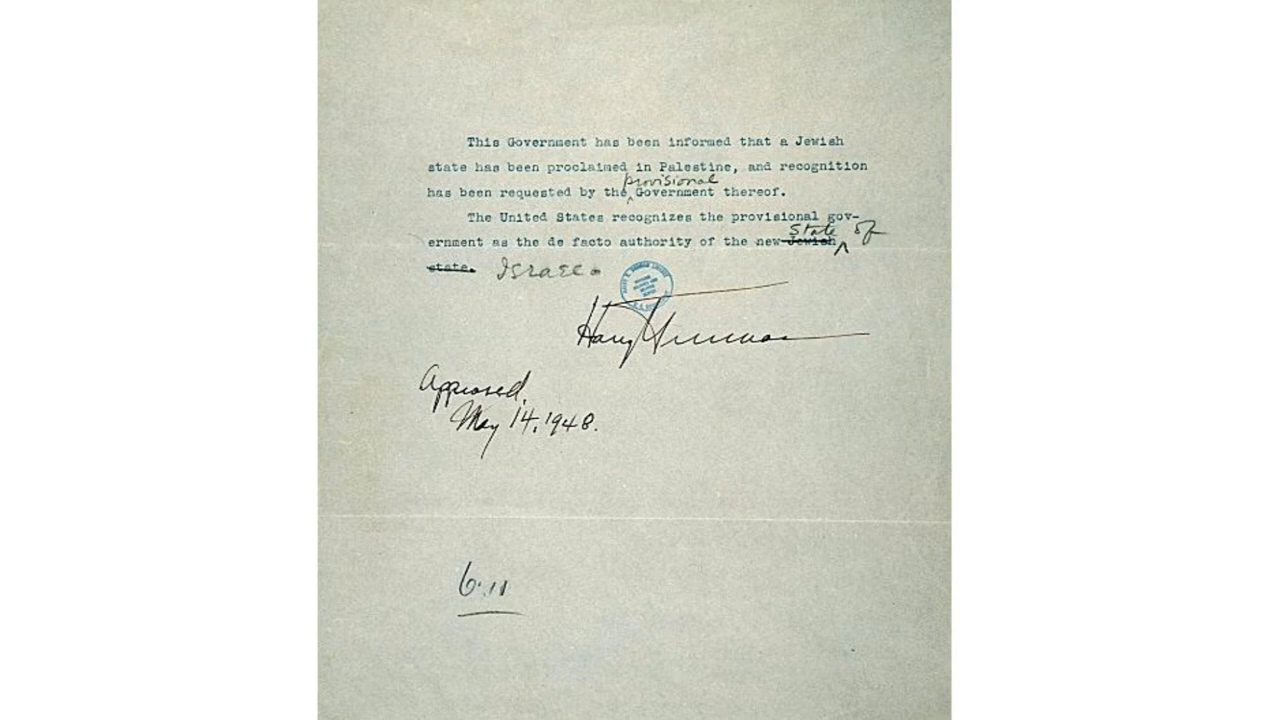 This Government has been informed that a Jewish
state has been proclaimed in Palestine, and recognition
provisional
has been requested by the Government thereof.
The United States recognizes the provisional gov-
State of
ernment as the de facto authority of the new Jewish
state. Israel.
Harry Truman
Approved,
May 14, 1948.
6.11